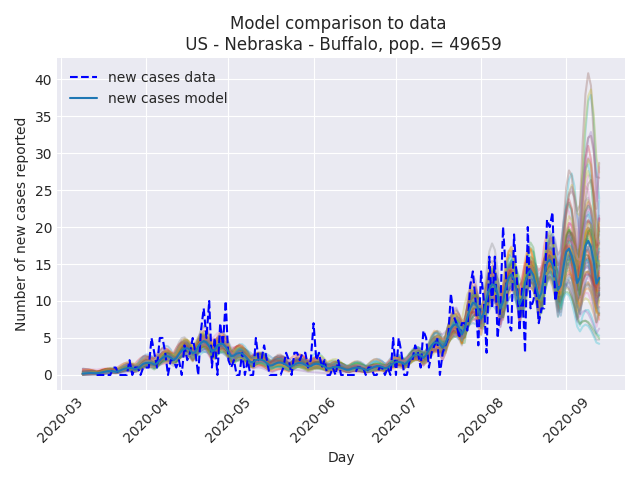 Model comparison to data
US - Nebraska - Buffalo, pop. = 49659
new cases data
new cases model
Number of new cases reported
40
35
30
25
20
15
10
5
0
2020-03
2020-04
2020-05
2020-06
2020-07
2020-08
2020-09
Day